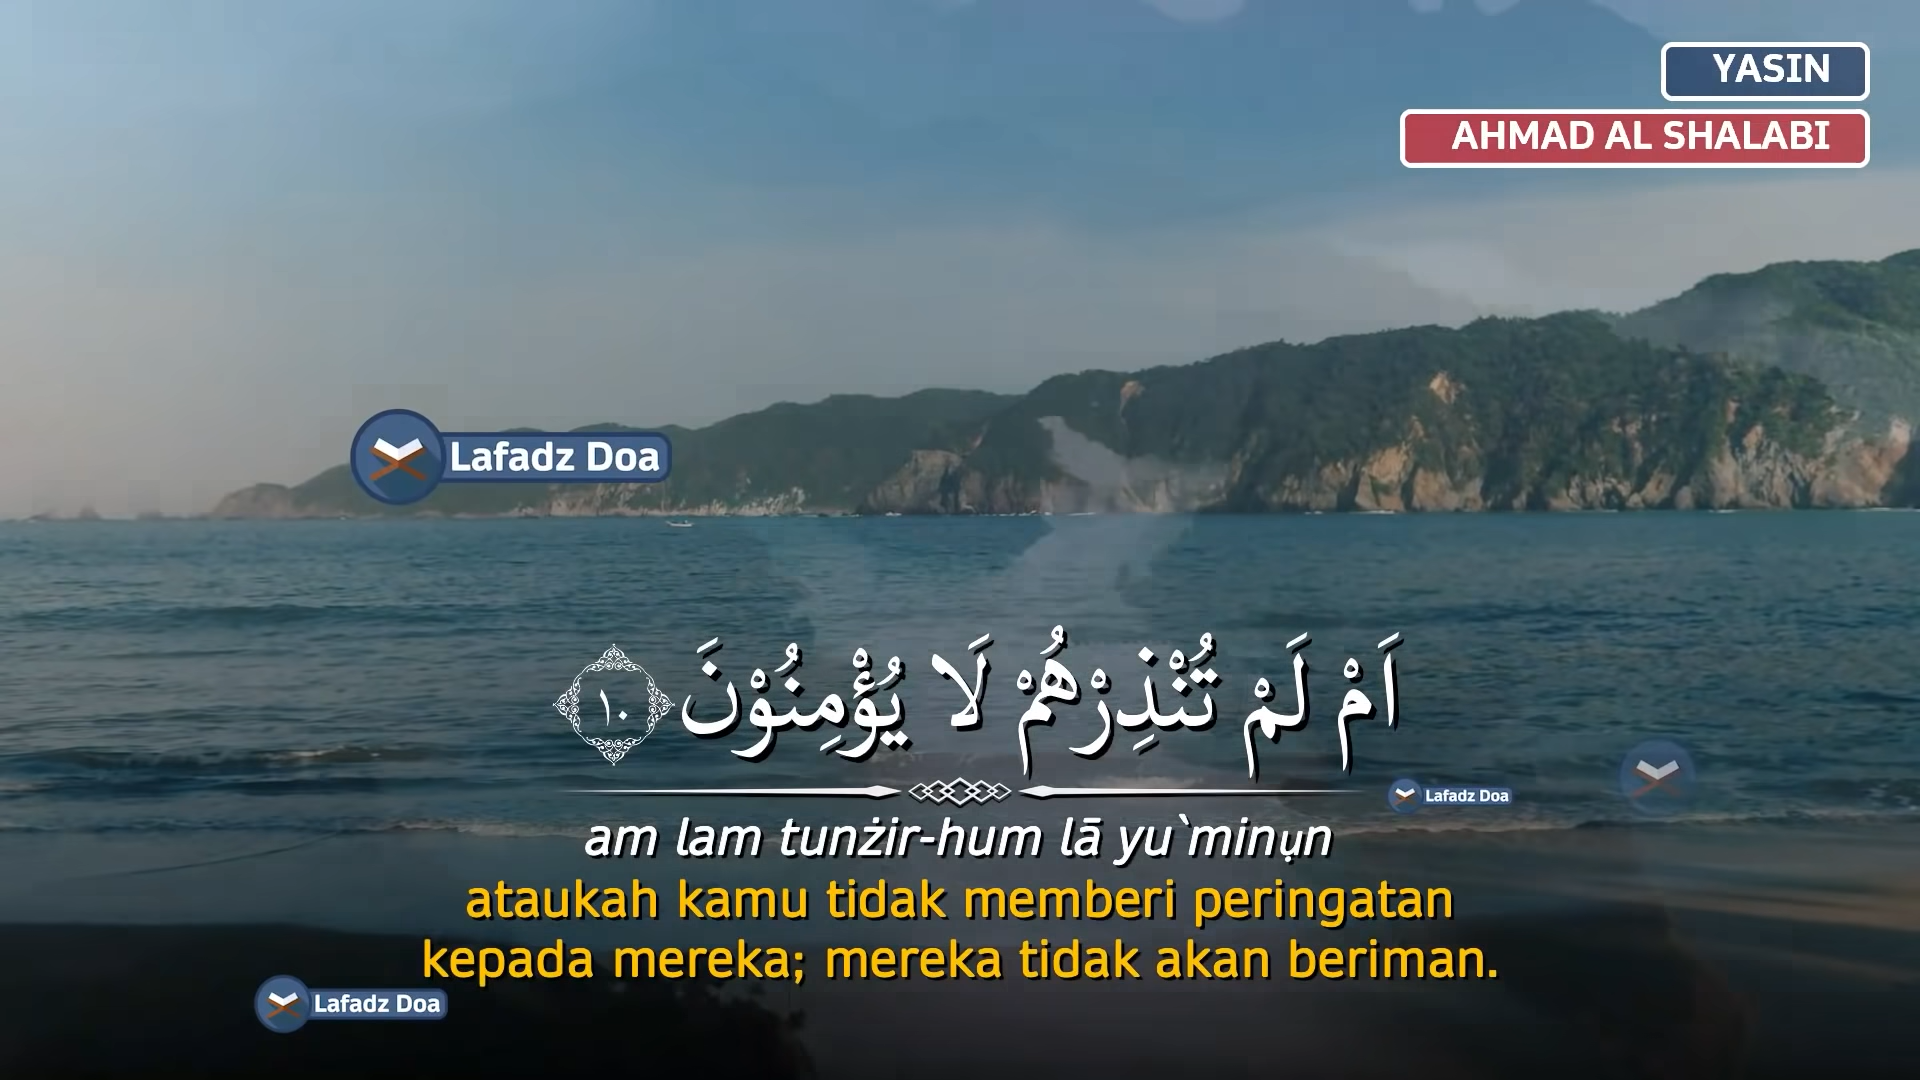 YASIN
AHMAD AL SHALABI
Lafadz Doa
اَمْ لَمْ تُنْذِرْهُمْ لَا يُؤْمِنُوْنَ ١٠
Lafadz Doa
am lam tunżir-hum lā yu`minụn
ataukah kamu tidak memberi peringatan
kepada mereka; mereka tidak akan beriman.
Lafadz Doa